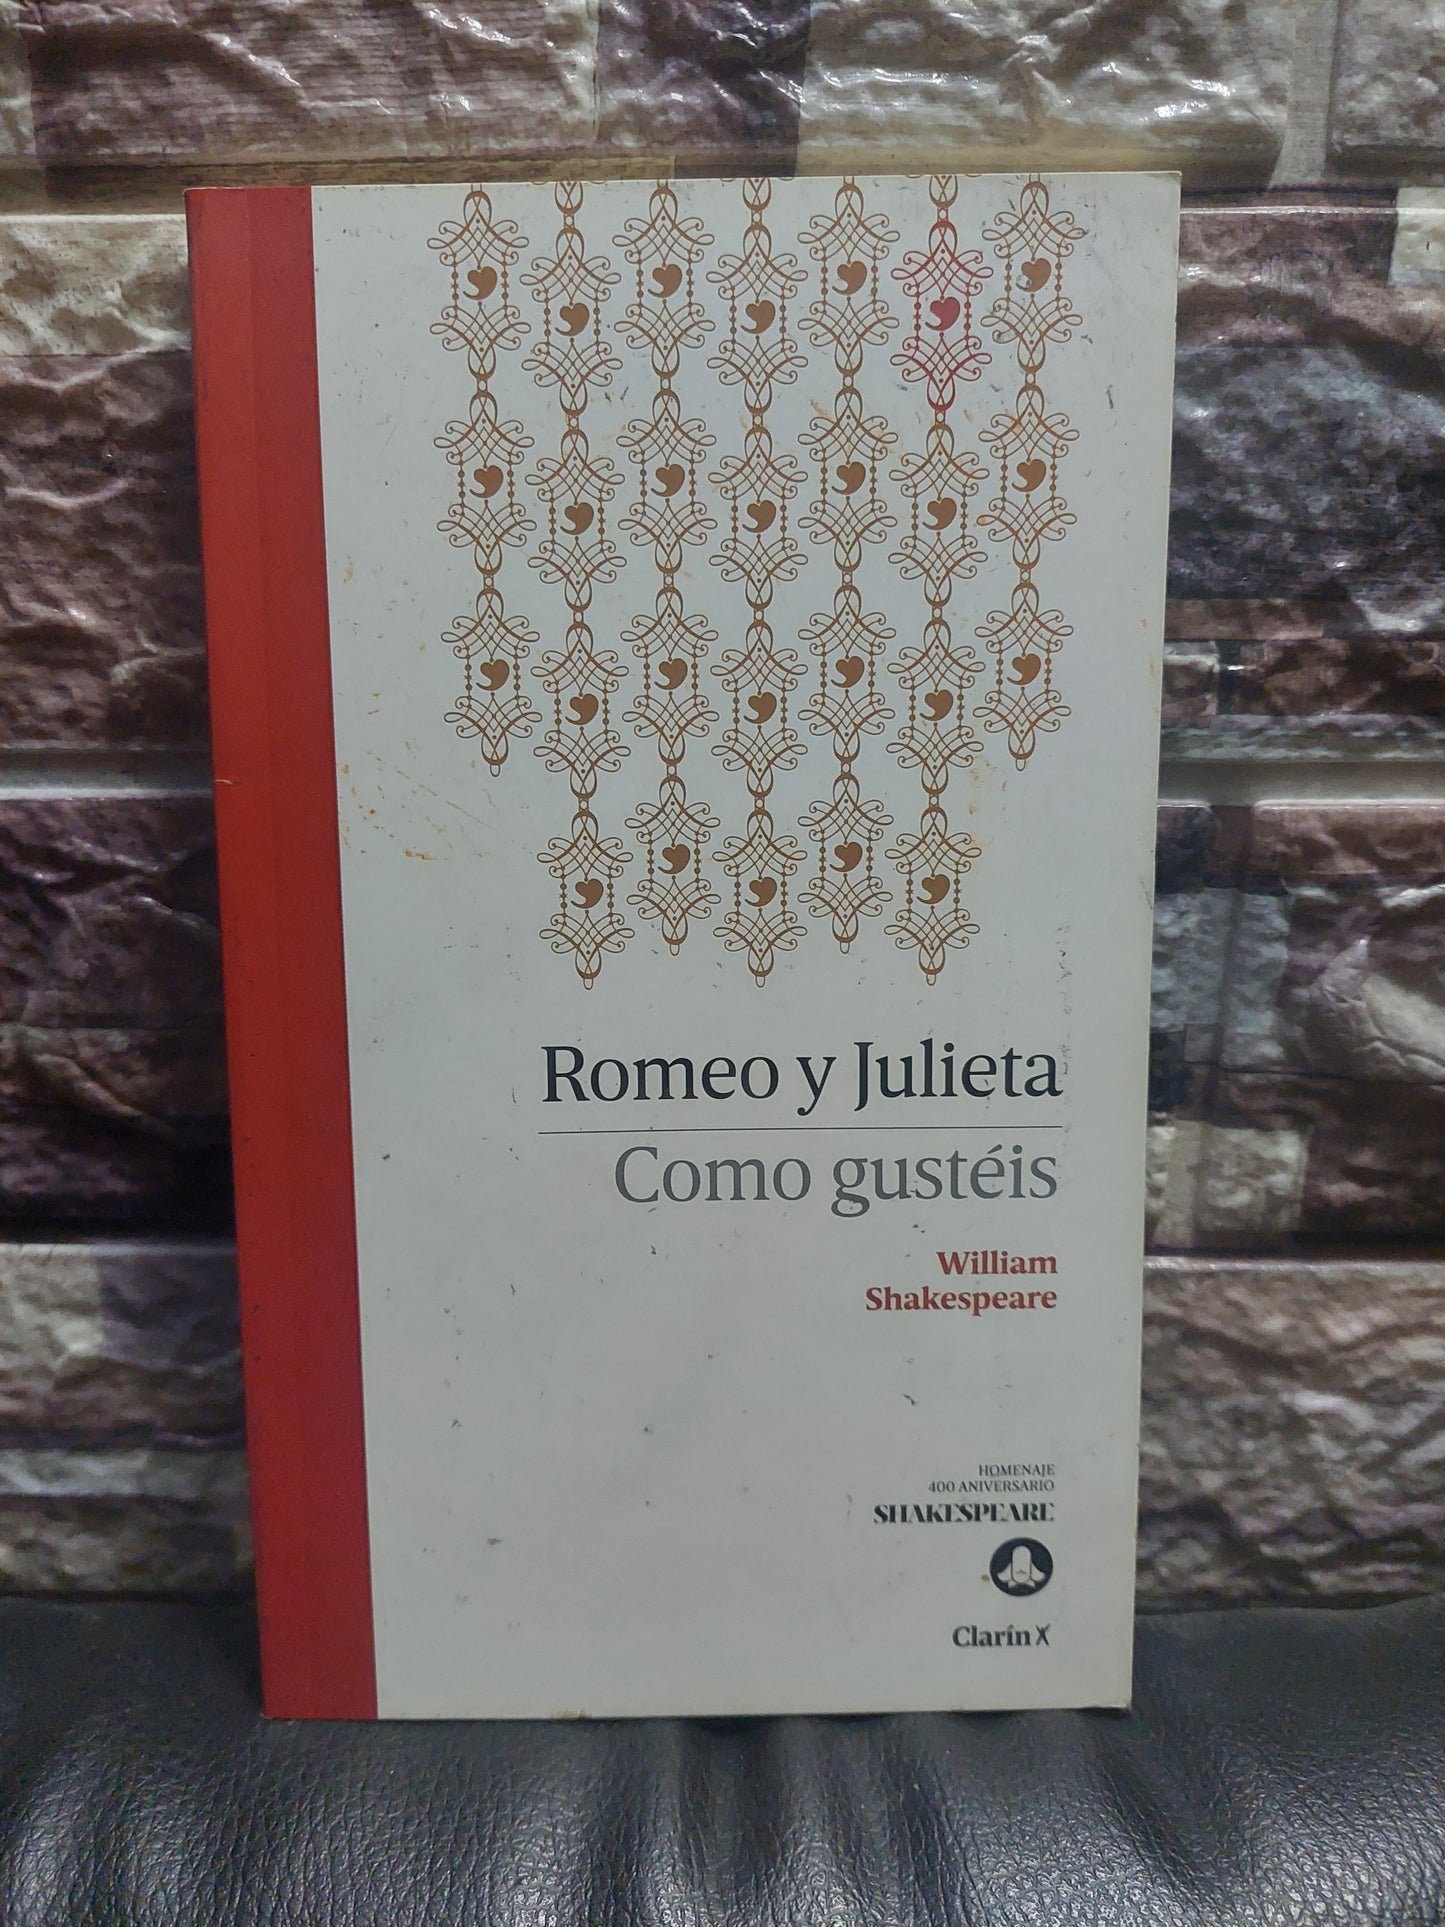 Romeo y Julieta
Como gustéis
William
Shakespeare
HOMENAJE
400 ANIVERSARIO
SHAKESPEARE
Clarín X